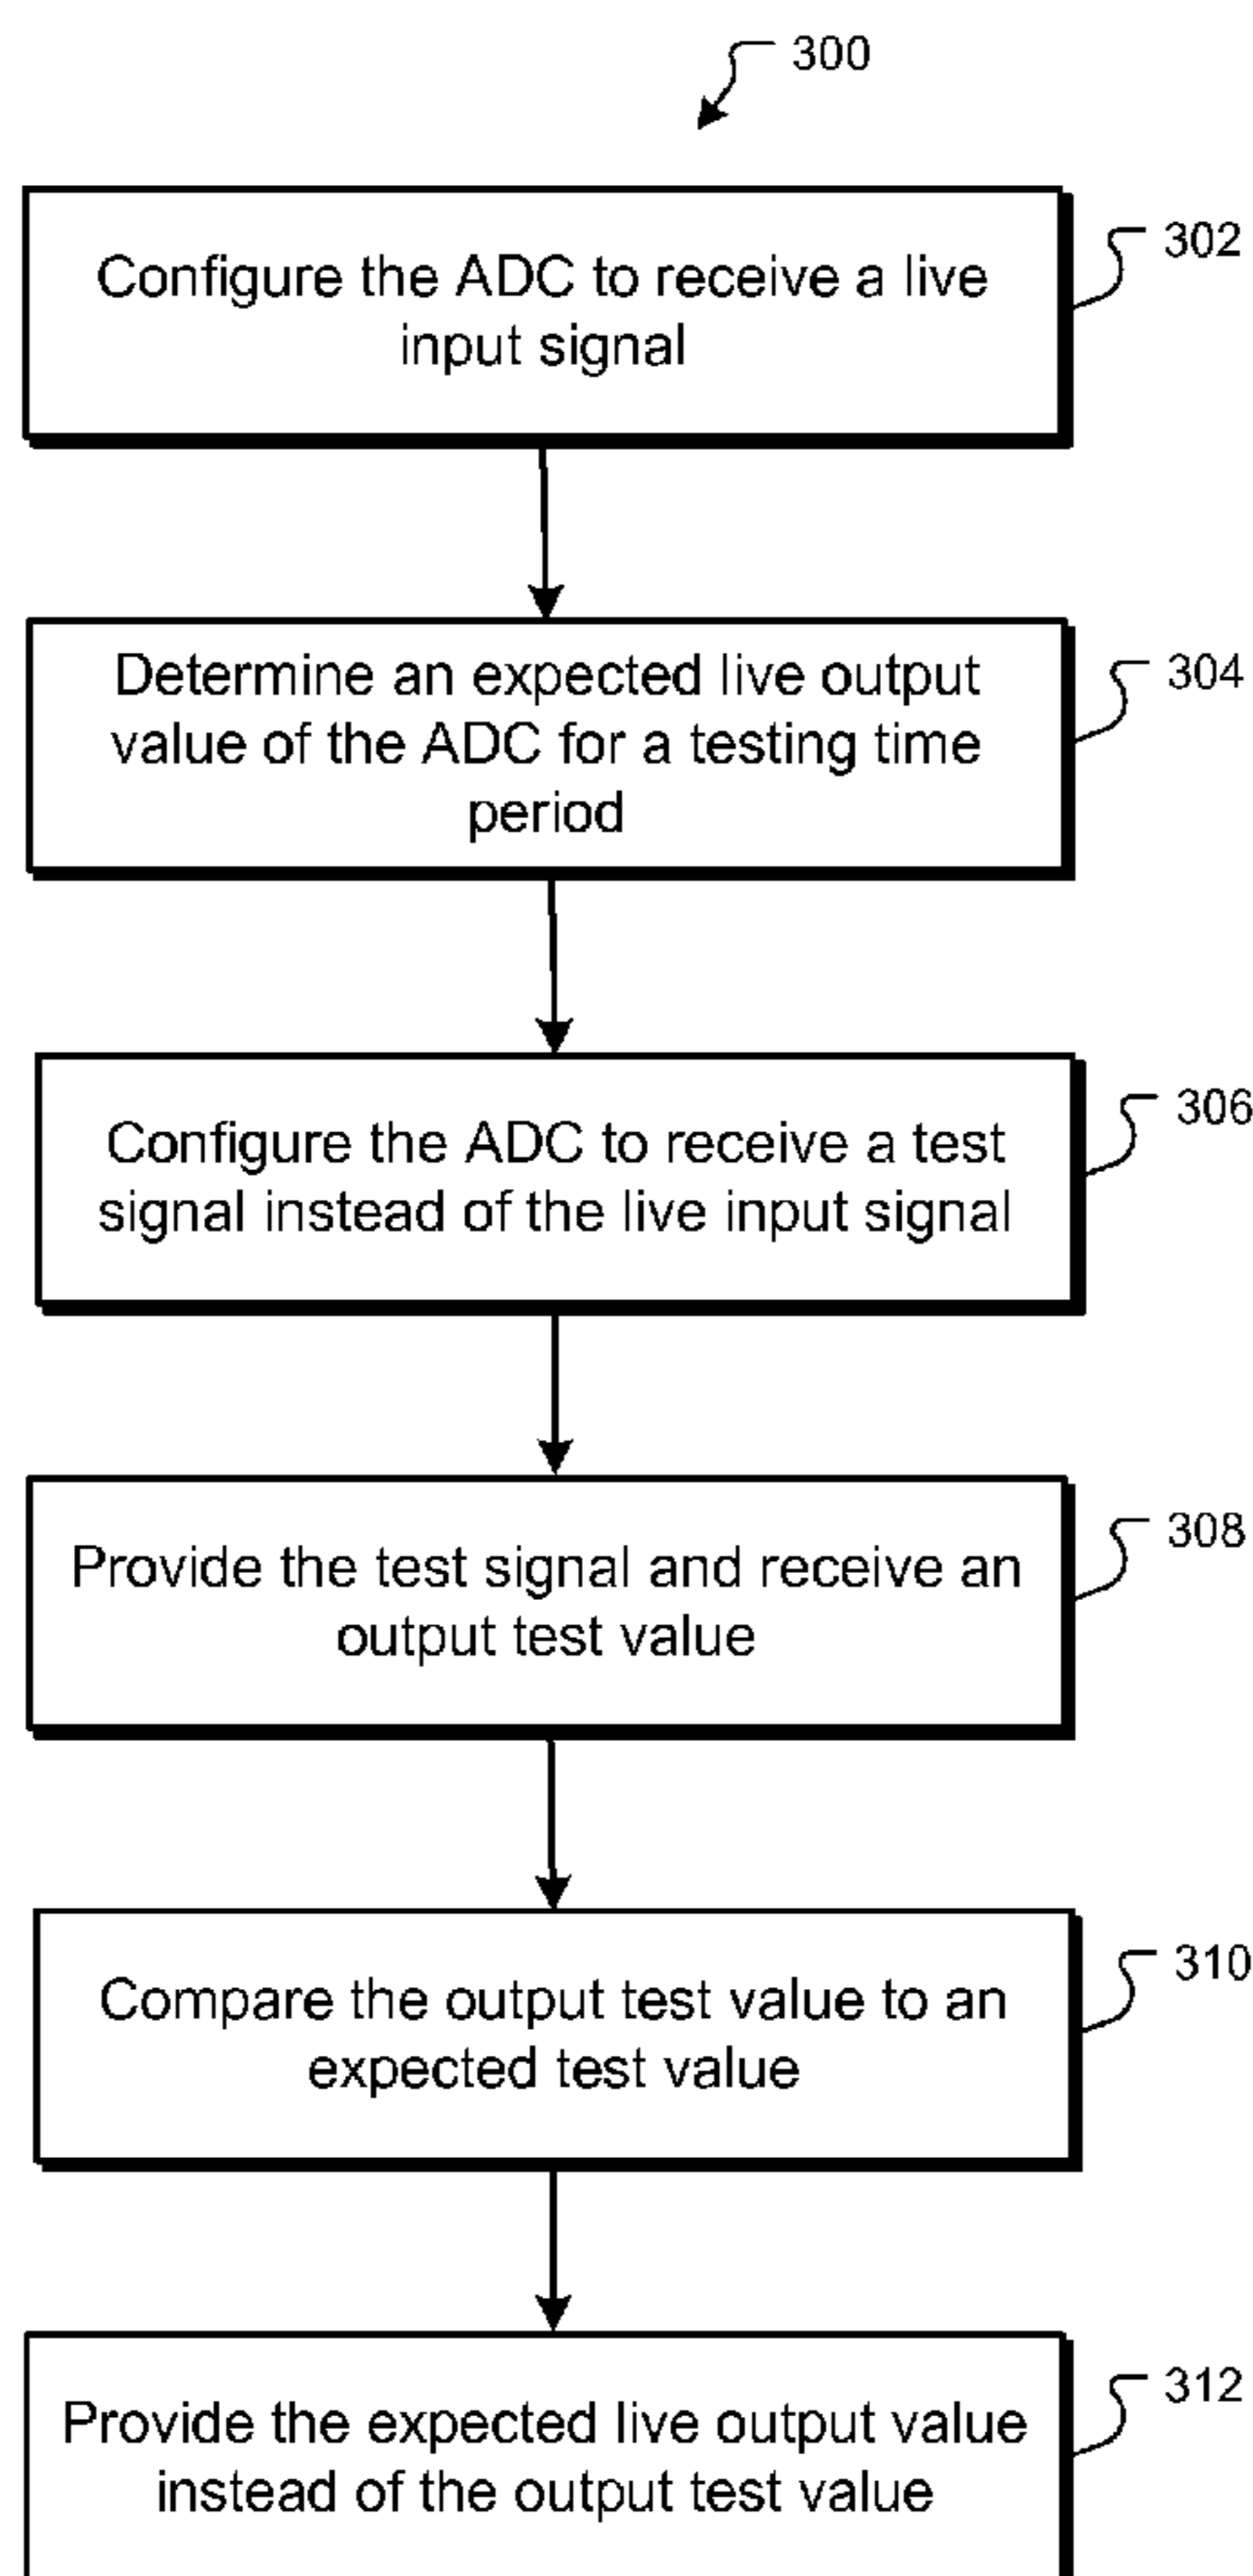 300
Configure the ADC to receive a live
input signal
302
Determine an expected live output
value of the ADC for a testing time
period
304
Configure the ADC to receive a test
signal instead of the live input signal
306
Provide the test signal and receive an
output test value
308
Compare the output test value to an
expected test value
310
Provide the expected live output value
instead of the output test value
312